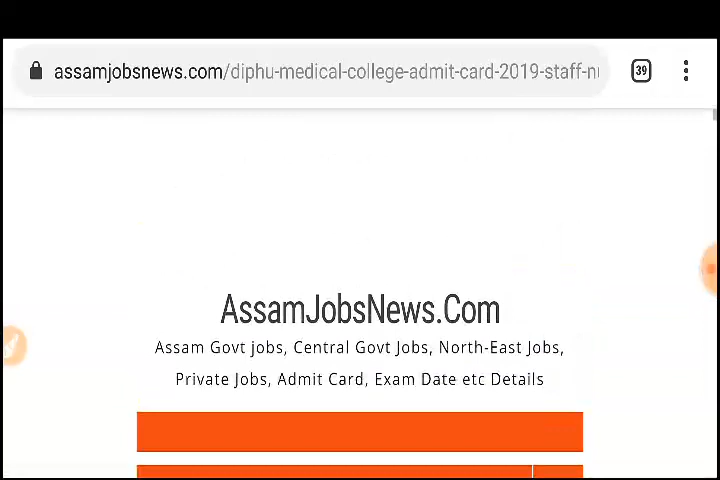 assamjobsnews.com/diphu-medical-college-admit-card-2019-staff-nu
39
AssamJobsNews.Com
Assam Govt jobs, Central Govt Jobs, North-East Jobs,
Private Jobs, Admit Card, Exam Date etc Details